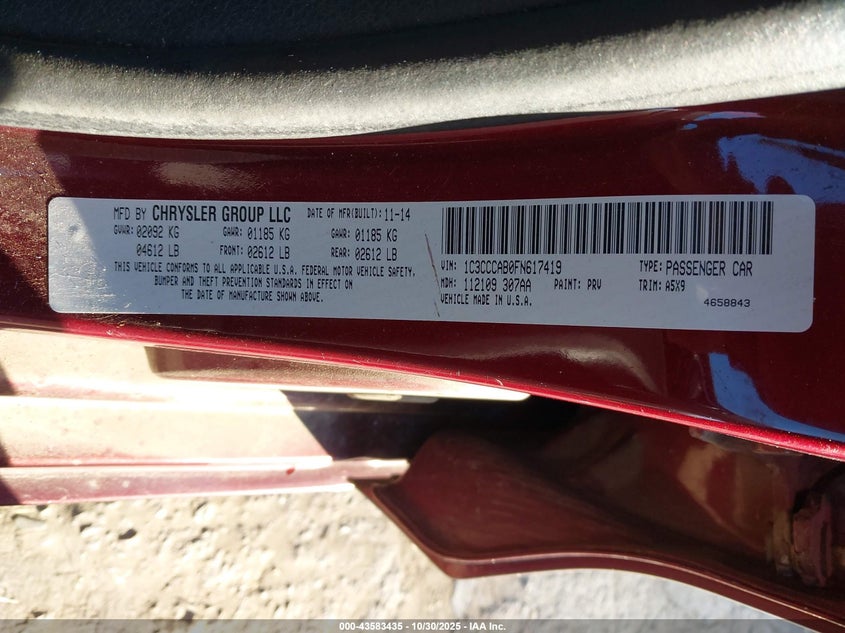 MFD BY CHRYSLER GROUP LLC DATE OF MFR(BUILT): 11-14
GVWR: 02092 KG GAWR: 01185 KG GAWR: 01185 KG
04612 LB FRONT: 02612 LB REAR: 02612 LB
THIS VEHICLE CONFORMS TO ALL APPLICABLE U.S.A. FEDERAL MOTOR VEHICLE SAFETY,
BUMPER AND THEFT PREVENTION STANDARDS IN EFFECT ON
THE DATE OF MANUFACTURE SHOWN ABOVE.
VIN: 1C3CCCAB0FN617419 TYPE: PASSENGER CAR
MDH: 112109 307AA PAINT: PRV TRIM: A5X9
VEHICLE MADE IN U.S.A. 4658843
000-43583435 • 10/30/2025 • IAA Inc.